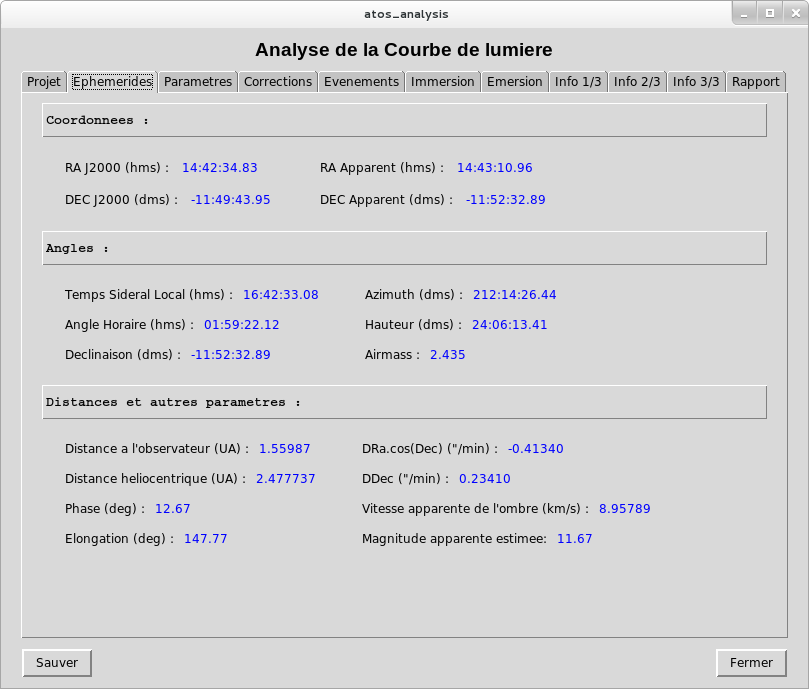 atos_analysis
Analyse de la Courbe de lumiere
Projet Ephemerides Parametres Corrections Evenements Immersion Emersion Info 1/3 Info 2/3 Info 3/3 Rapport
Coordonnees :
RA J2000 (hms) : 14:42:34.83 RA Apparent (hms) : 14:43:10.96
DEC J2000 (dms) : -11:49:43.95 DEC Apparent (dms) : -11:52:32.89
Angles :
Temps Sideral Local (hms) : 16:42:33.08 Azimuth (dms) : 212:14:26.44
Angle Horaire (hms) : 01:59:22.12 Hauteur (dms) : 24:06:13.41
Declinaison (dms) : -11:52:32.89 Airmass : 2.435
Distances et autres parametres :
Distance a l'observateur (UA) : 1.55987 DRa.cos(Dec) ("/min) : -0.41340
Distance heliocentrique (UA) : 2.477737 DDec ("/min) : 0.23410
Phase (deg) : 12.67 Vitesse apparente de l'ombre (km/s) : 8.95789
Elongation (deg) : 147.77 Magnitude apparente estimee: 11.67
Sauver Fermer